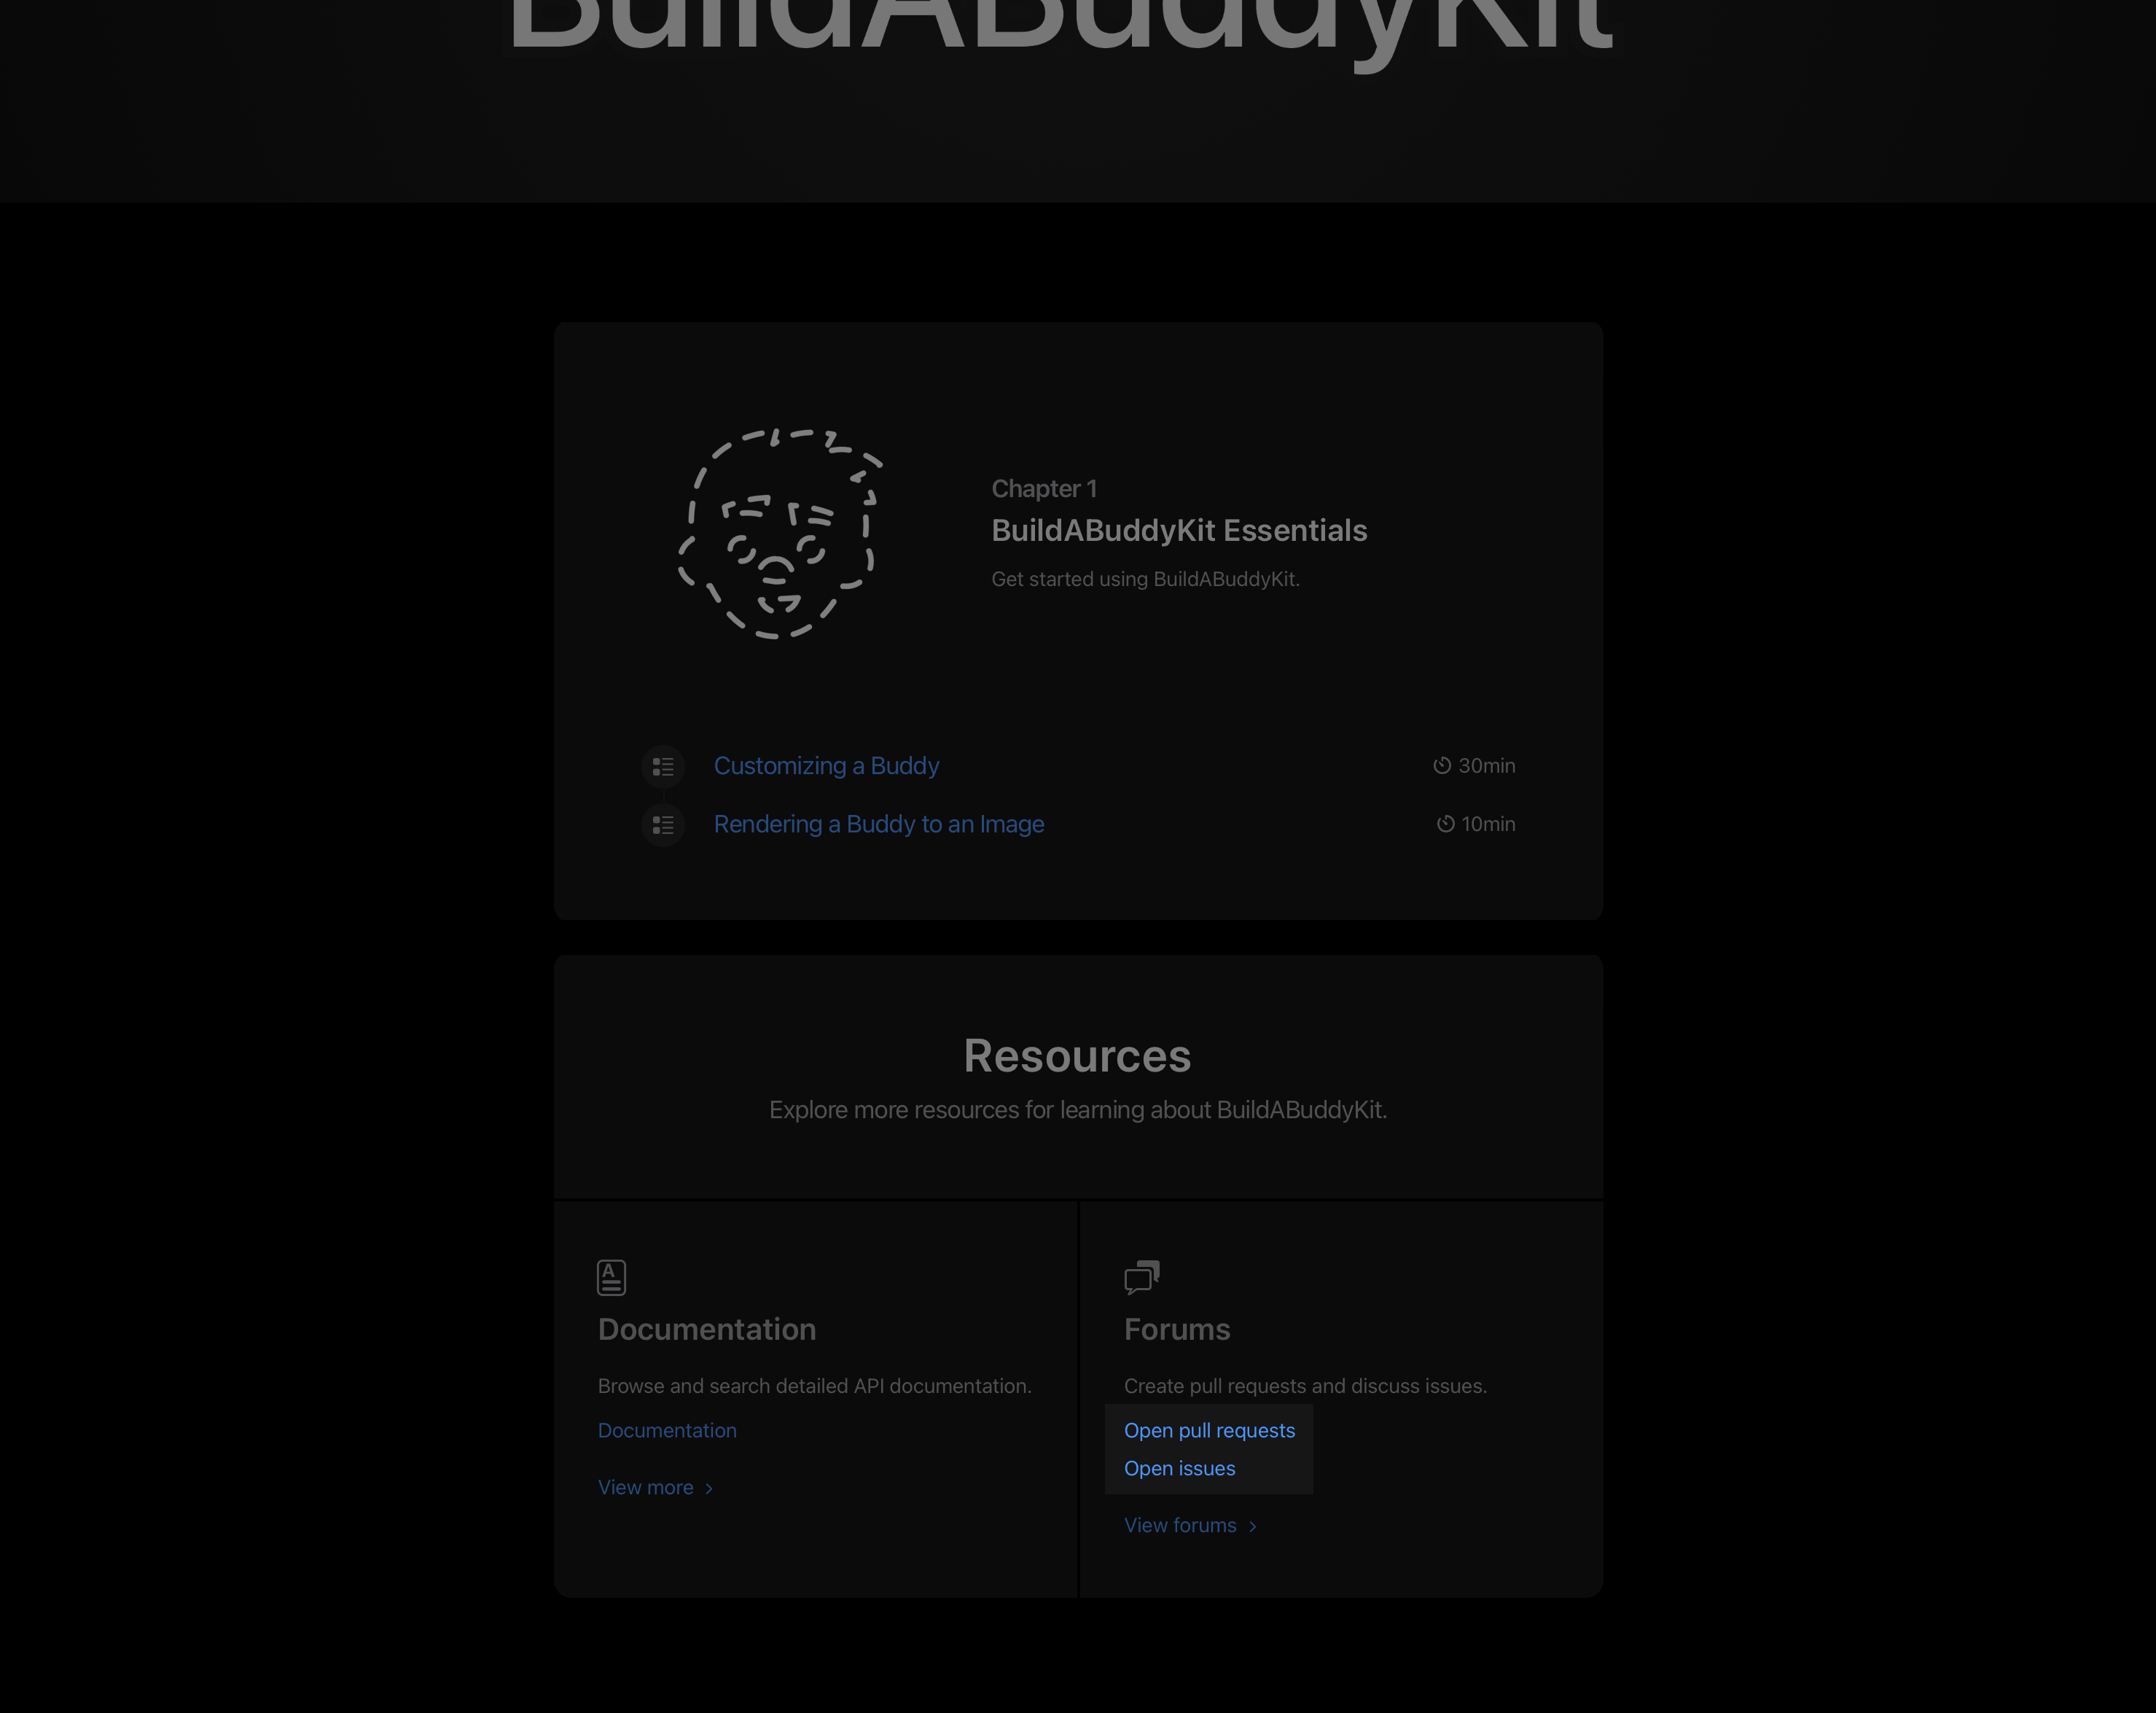 BuildABuddyKit
Chapter 1
BuildABuddyKit Essentials
Get started using BuildABuddyKit.
Customizing a Buddy
30min
Rendering a Buddy to an Image
10min
Resources
Explore more resources for learning about BuildABuddyKit.
Documentation
Browse and search detailed API documentation.
Documentation
View more
Forums
Create pull requests and discuss issues.
Open pull requests
Open issues
View forums